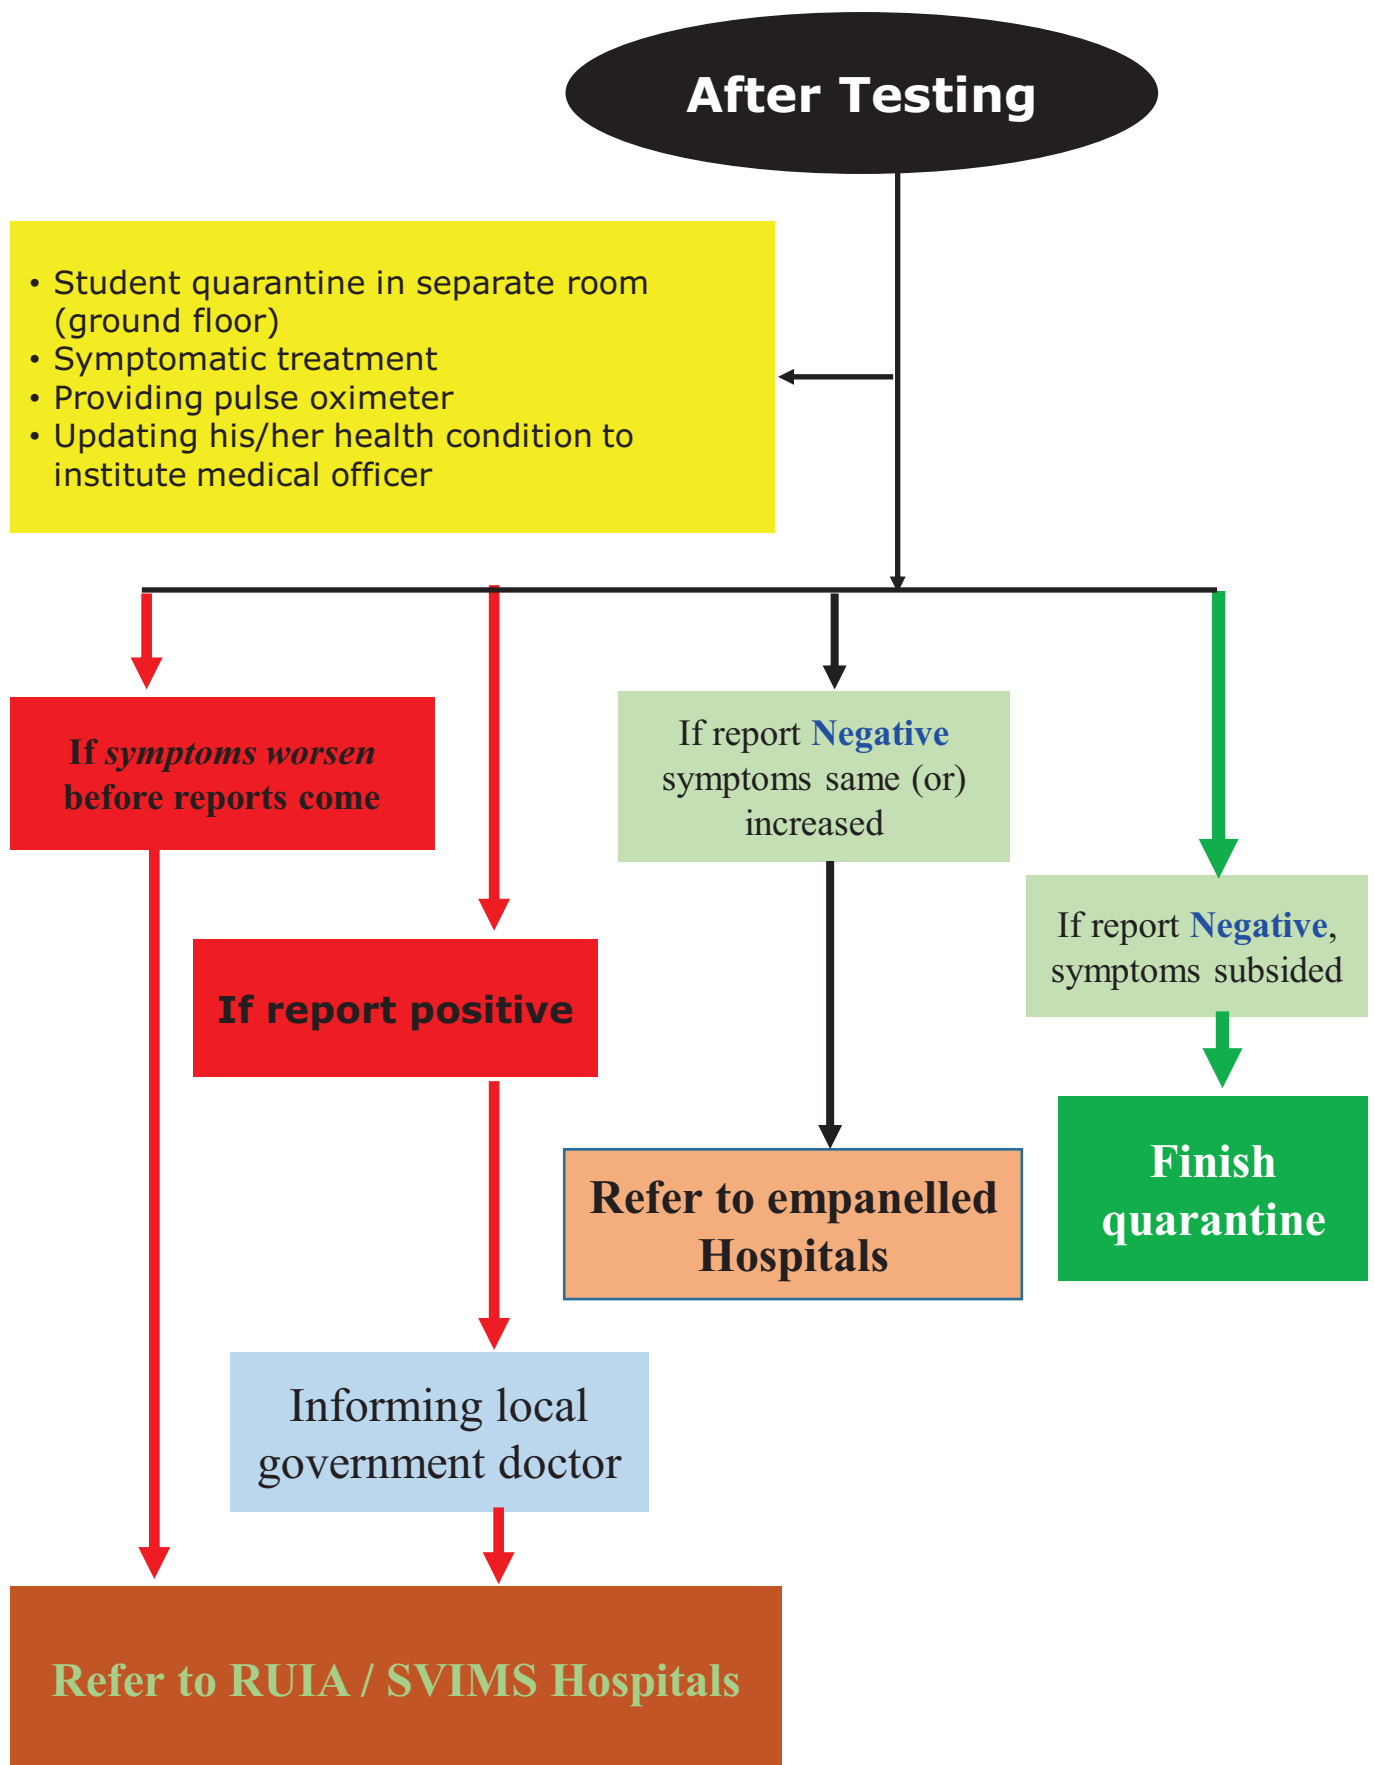 After Testing
• Student quarantine in separate room
(ground floor)
• Symptomatic treatment
• Providing pulse oximeter
• Updating his/her health condition to
institute medical officer
If symptoms worsen
before reports come
If report positive
If report Negative
symptoms same (or)
increased
If report Negative,
symptoms subsided
Refer to empanelled
Hospitals
Finish
quarantine
Informing local
government doctor
Refer to RUIA / SVIMS Hospitals